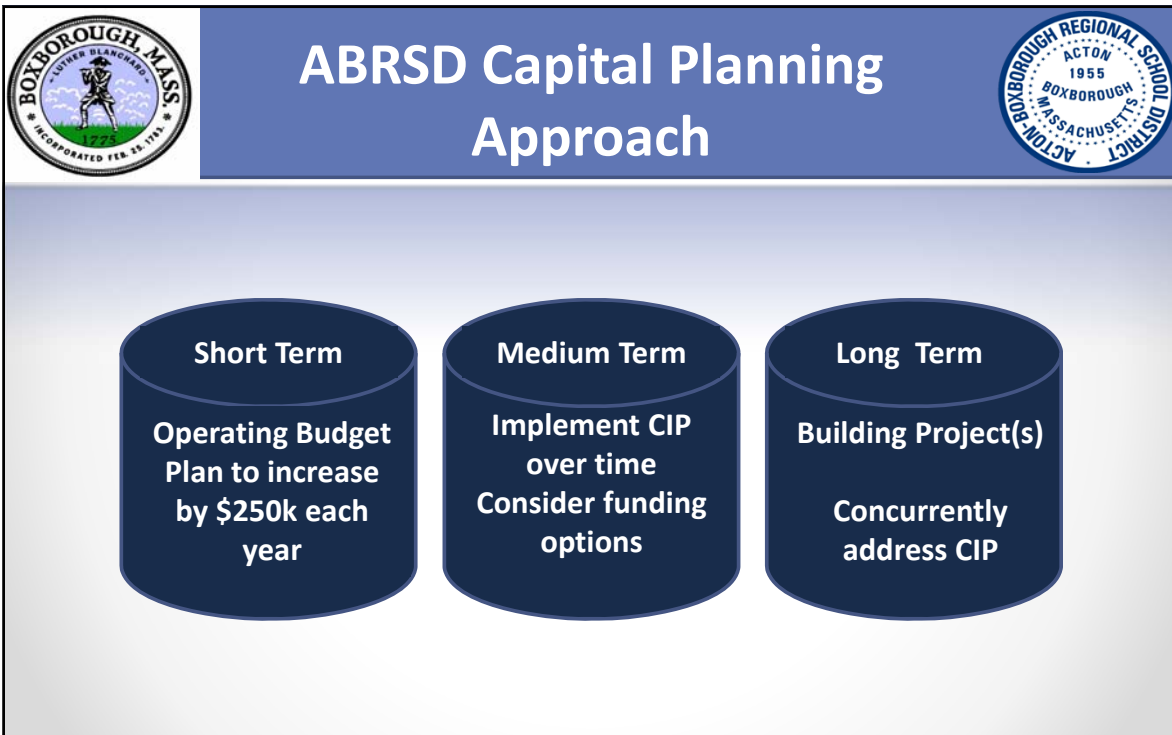 BOXBOROUGH, MASS.
LUTHER BLANCHARD
1775
* INCORPORATED FEB. 25, 1783. *
ABRSD Capital Planning
Approach
ACTON-BOXBOROUGH REGIONAL SCHOOL DISTRICT
ACTON
1955
BOXBOROUGH
MASSACHUSETTS
Short Term
Operating Budget
Plan to increase
by $250k each
year
Medium Term
Implement CIP
over time
Consider funding
options
Long Term
Building Project(s)
Concurrently
address CIP